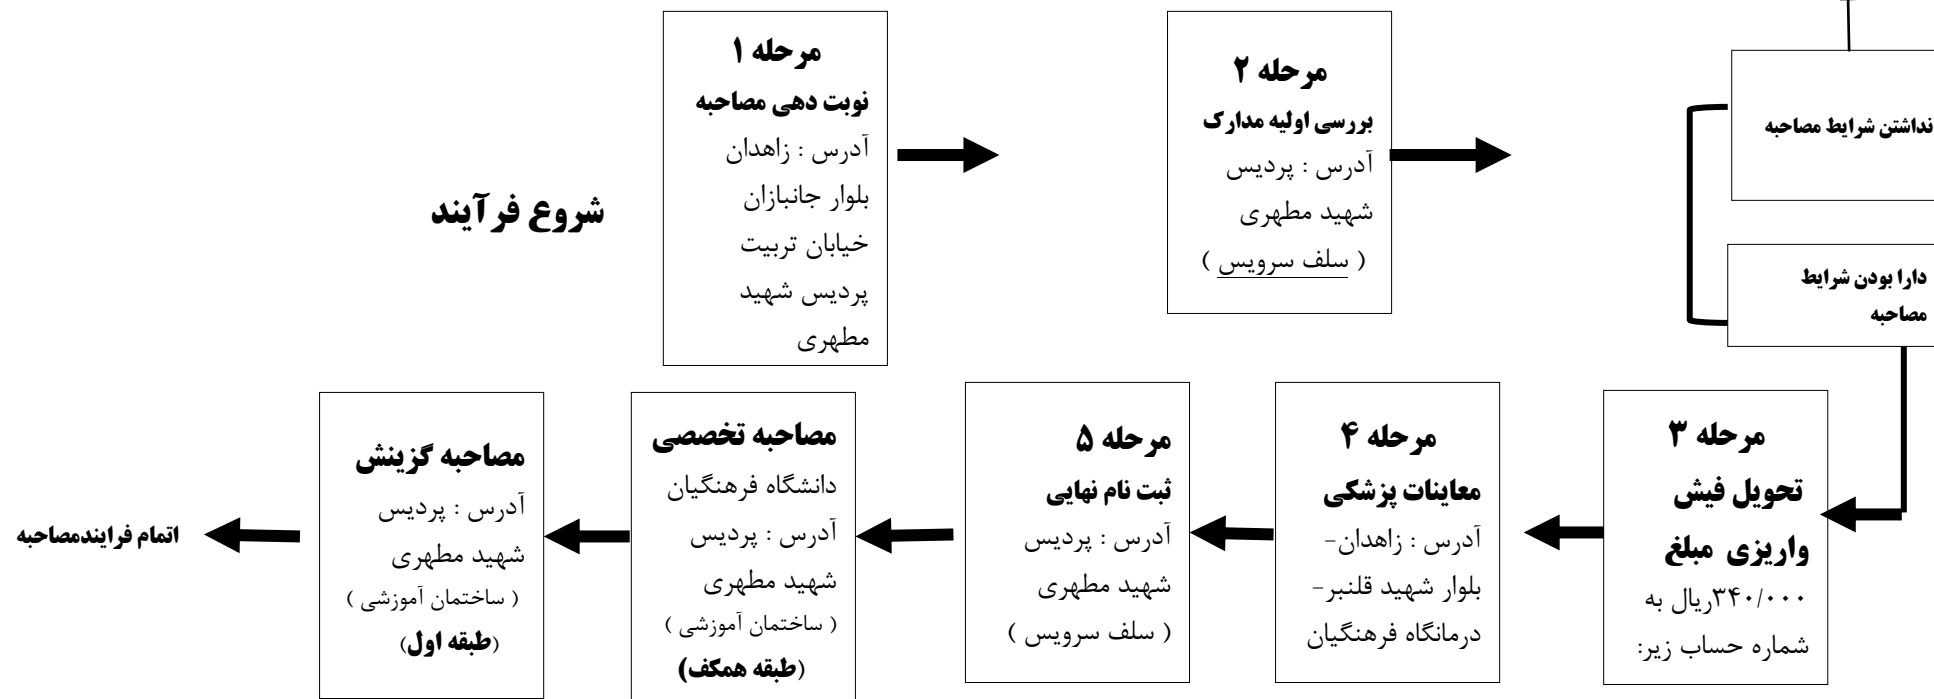 شروع فرآیند
مرحله ۱
نوبت دهی مصاحبه
آدرس : زاهدان
بلوار جانبازان
خیابان تربیت
پردیس شهید
مطهری
مرحله ۲
بررسی اولیه مدارک
آدرس : پردیس
شهید مطهری
( سلف سرویس )
نداشتن شرایط مصاحبه
دارا بودن شرایط
مصاحبه
مرحله ۳
تحویل فیش
واریزی مبلغ
۳۴۰/۰۰۰ریال به
شماره حساب زیر:
مرحله ۴
معاینات پزشکی
آدرس : زاهدان-
بلوار شهید قلنبر-
درمانگاه فرهنگیان
مرحله ۵
ثبت نام نهایی
آدرس : پردیس
شهید مطهری
( سلف سرویس )
مصاحبه تخصصی
دانشگاه فرهنگیان
آدرس : پردیس
شهید مطهری
( ساختمان آموزشی )
(طبقه همکف)
مصاحبه گزینش
آدرس : پردیس
شهید مطهری
( ساختمان آموزشی )
(طبقه اول)
اتمام فرایندمصاحبه